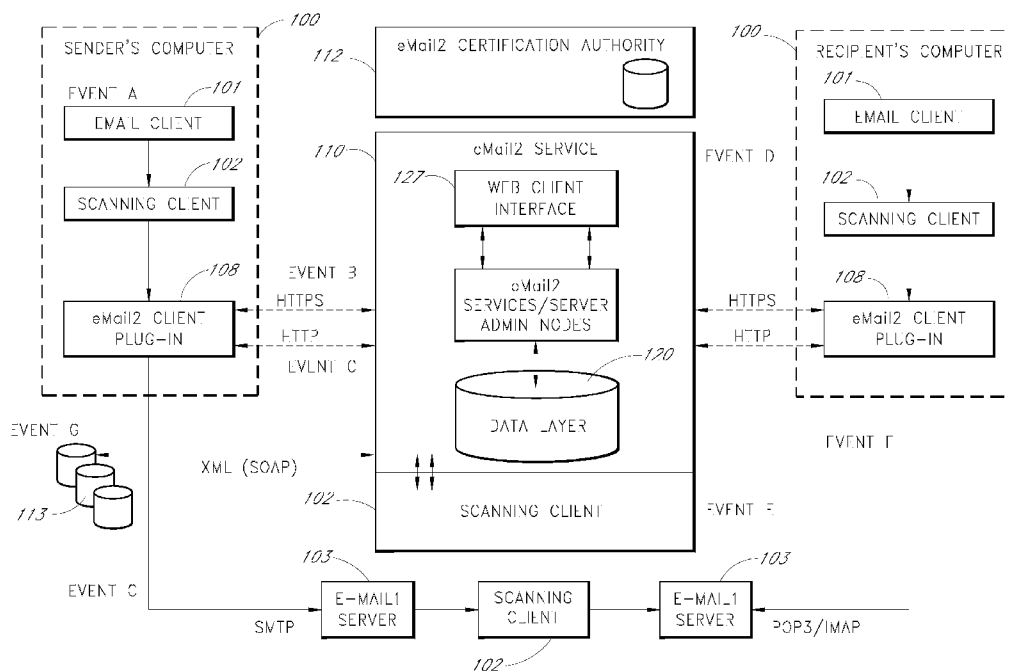 100
SENDER'S COMPUTER
EVENT A
101
EMAIL CLIENT
102
SCANNING CLIENT
108
eMail2 CLIENT
PLUG-IN
EVENT B
HTTPS
HTTP
EVENT C
EVENT G
113
XML (SOAP)
eMail2 CERTIFICATION AUTHORITY
112
110
eMail2 SERVICE
127
WEB CLIENT
INTERFACE
eMail2
SERVICES/SERVER
ADMIN NODES
120
DATA LAYER
102
SCANNING CLIENT
100
RECIPIENT'S COMPUTER
101
EMAIL CLIENT
EVENT D
102
SCANNING CLIENT
108
HTTPS
HTTP
eMail2 CLIENT
PLUG-IN
EVENT
EVENT E
EVENT C
SMTP
103
E-MAIL1
SERVER
SCANNING
CLIENT
102
103
E-MAIL1
SERVER
POP3/IMAP